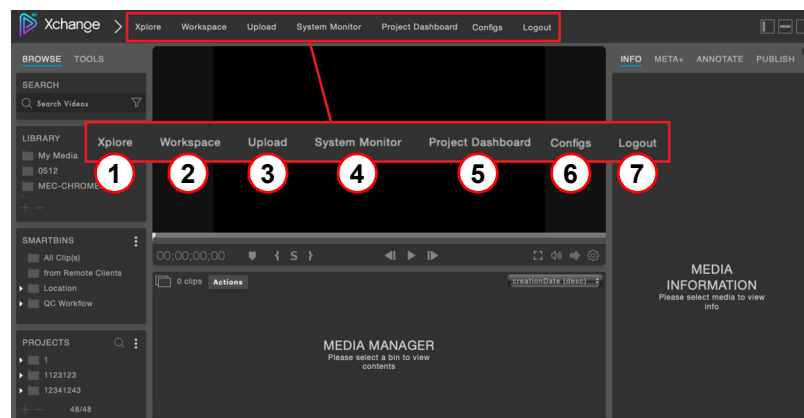 Xchange > Xplore Workspace Upload System Monitor Project Dashboard Configs Logout
BROWSE TOOLS
SEARCH
Search Videos
LIBRARY
My Media
0512
MEC-CHROME
+ −
SMARTBINS
All Clip(s)
from Remote Clients
Location
QC Workflow
PROJECTS
1
1123123
12341243
+ − 48/48
Xplore Workspace Upload System Monitor Project Dashboard Configs Logout
1 2 3 4 5 6 7
00;00;00;00 { S }
0 clips Actions creationDate (desc)
MEDIA MANAGER
Please select a bin to view
contents
INFO META+ ANNOTATE PUBLISH
MEDIA
INFORMATION
Please select media to view
info